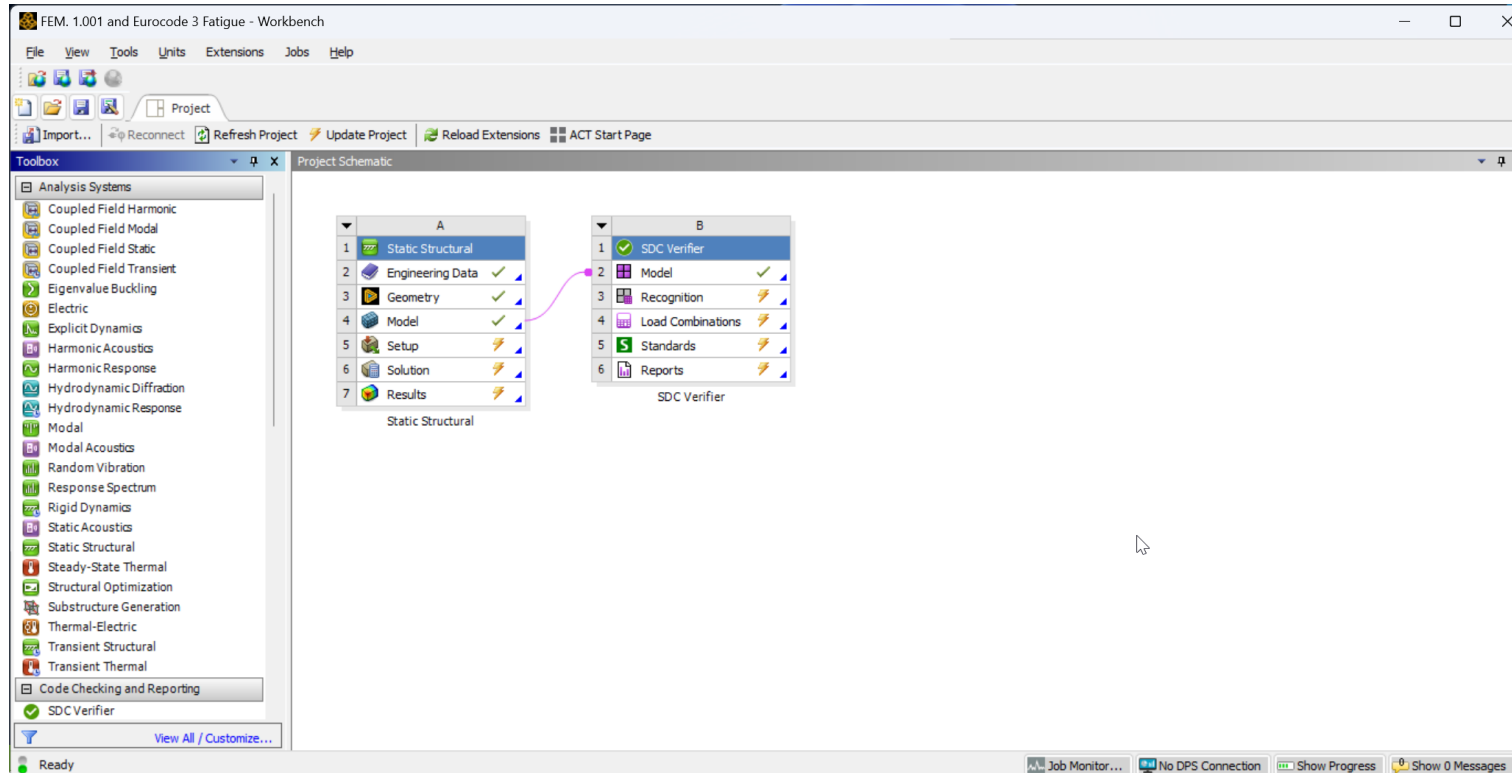 FEM. 1.001 and Eurocode 3 Fatigue - Workbench
File View Tools Units Extensions Jobs Help
Project
Import... Reconnect Refresh Project Update Project Reload Extensions ACT Start Page
Toolbox
Project Schematic
Analysis Systems
Coupled Field Harmonic
Coupled Field Modal
Coupled Field Static
Coupled Field Transient
Eigenvalue Buckling
Electric
Explicit Dynamics
Harmonic Acoustics
Harmonic Response
Hydrodynamic Diffraction
Hydrodynamic Response
Modal
Modal Acoustics
Random Vibration
Response Spectrum
Rigid Dynamics
Static Acoustics
Static Structural
Steady-State Thermal
Structural Optimization
Substructure Generation
Thermal-Electric
Transient Structural
Transient Thermal
Code Checking and Reporting
SDC Verifier
View All / Customize...
A
1 Static Structural
2 Engineering Data
3 Geometry
4 Model
5 Setup
6 Solution
7 Results
Static Structural
B
1 SDC Verifier
2 Model
3 Recognition
4 Load Combinations
5 Standards
6 Reports
SDC Verifier
Ready
Job Monitor... No DPS Connection Show Progress 0 Show 0 Messages